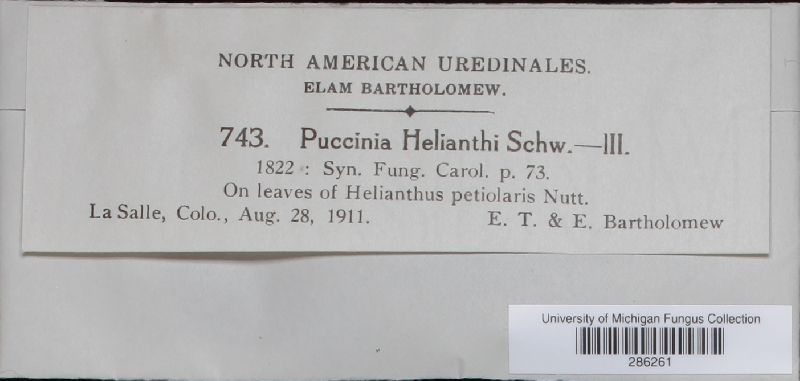 NORTH AMERICAN UREDINALES.
ELAM BARTHOLOMEW.
743. Puccinia Helianthi Schw.—III.
1822 : Syn. Fung. Carol. p. 73.
On leaves of Helianthus petiolaris Nutt.
La Salle, Colo., Aug. 28, 1911. E. T. & E. Bartholomew
University of Michigan Fungus Collection
286261